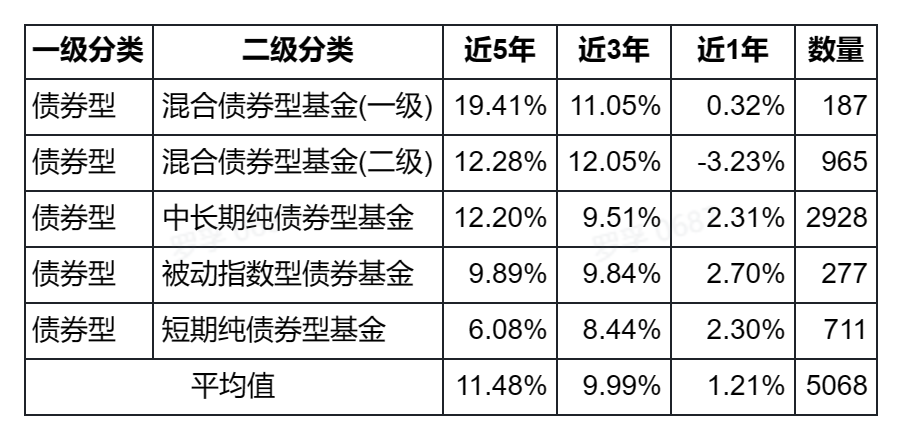 一级分类 二级分类 近5年 近3年 近1年 数量
债券型 混合债券型基金(一级) 19.41% 11.05% 0.32% 187
债券型 混合债券型基金(二级) 12.28% 12.05% -3.23% 965
债券型 中长期纯债券型基金 12.20% 9.51% 2.31% 2928
债券型 被动指数型债券基金 9.89% 9.84% 2.70% 277
债券型 短期纯债券型基金 6.08% 8.44% 2.30% 711
平均值 11.48% 9.99% 1.21% 5068